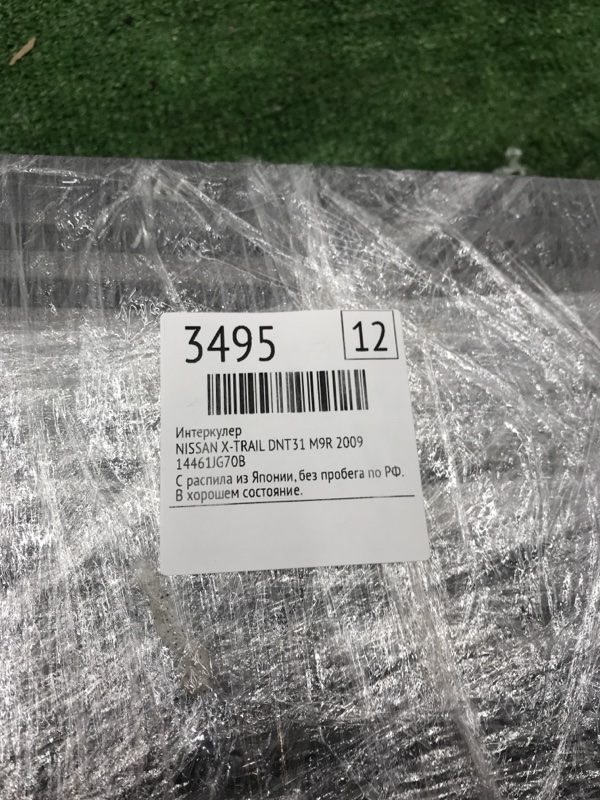 3495
12
Интеркулер
NISSAN X-TRAIL DNT31 M9R 2009
14461JG70B
С распила из Японии, без пробега по РФ.
В хорошем состояние.